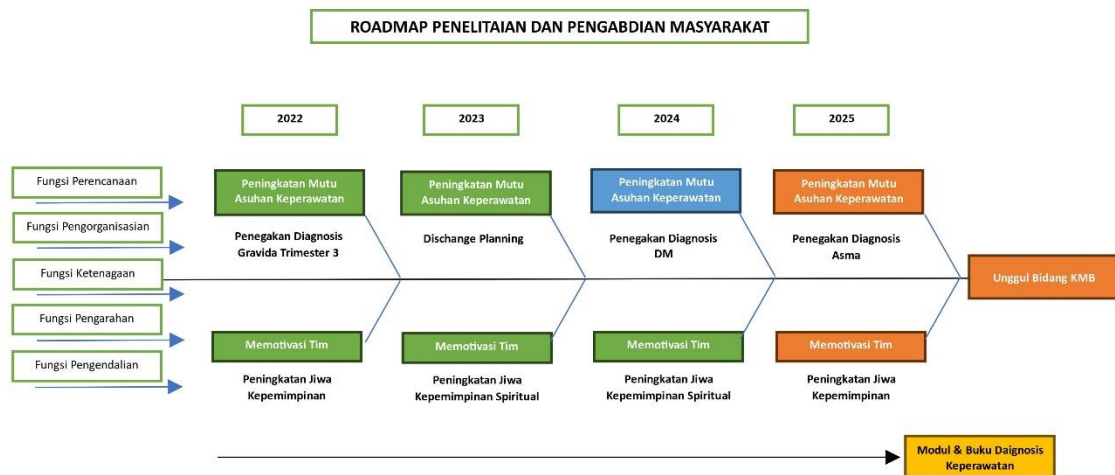 ROADMAP PENELITAIAN DAN PENGABDIAN MASYARAKAT
2022
2023
2024
2025
Fungsi Perencanaan
Fungsi Pengorganisasian
Fungsi Ketenagaan
Fungsi Pengarahan
Fungsi Pengendalian
Peningkatan Mutu
Asuhan Keperawatan
Penegakan Diagnosis
Gravida Trimester 3
Peningkatan Mutu
Asuhan Keperawatan
Dischange Planning
Peningkatan Mutu
Asuhan Keperawatan
Penegakan Diagnosis
DM
Peningkatan Mutu
Asuhan Keperawatan
Penegakan Diagnosis
Asma
Unggul Bidang KMB
Memotivasi Tim
Peningkatan Jiwa
Kepemimpinan
Memotivasi Tim
Peningkatan Jiwa
Kepemimpinan Spiritual
Memotivasi Tim
Peningkatan Jiwa
Kepemimpinan Spiritual
Memotivasi Tim
Peningkatan Jiwa
Kepemimpinan
Modul & Buku Daignosis
Keperawatan